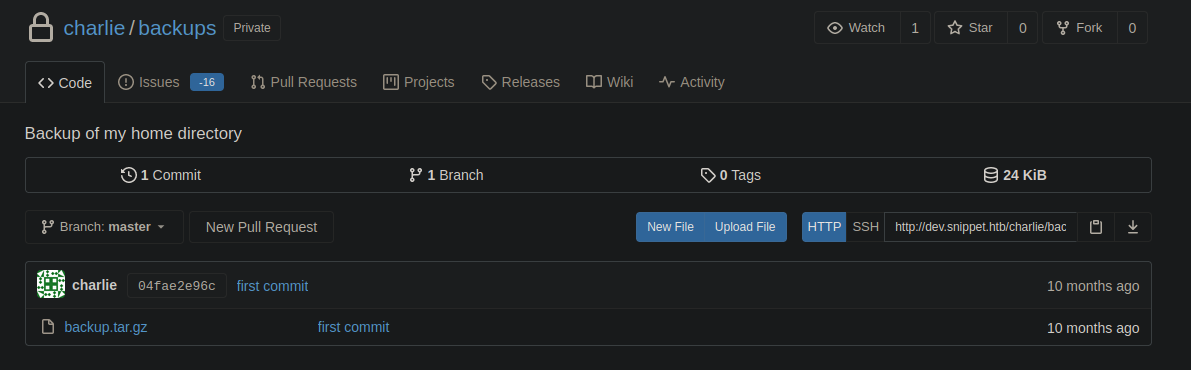 charlie / backups Private Watch 1 Star 0 Fork 0
Code Issues -16 Pull Requests Projects Releases Wiki Activity
Backup of my home directory
1 Commit 1 Branch 0 Tags 24 KiB
Branch: master New Pull Request New File Upload File HTTP SSH http://dev.snippet.htb/charlie/bac
charlie 04fae2e96c first commit 10 months ago
backup.tar.gz first commit 10 months ago